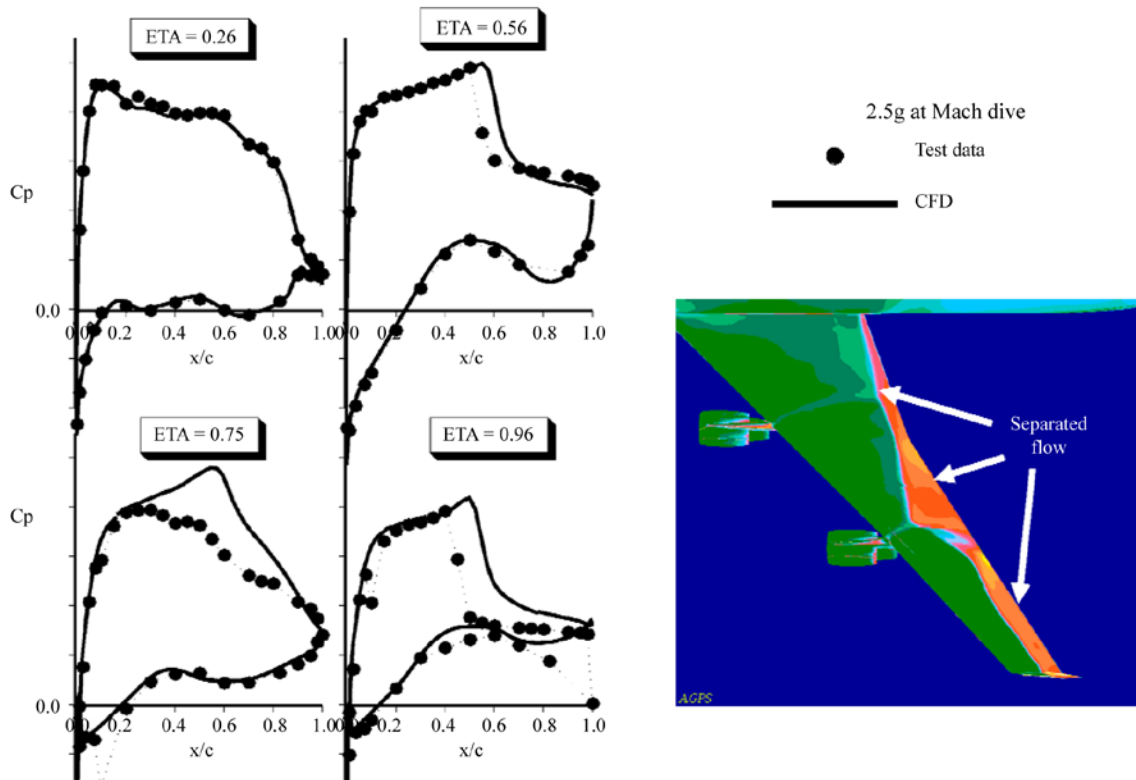 ETA = 0.26
ETA = 0.56
Cp
0.0
0.0 0.2 0.4 0.6 0.8 1.0
x/c
0.0 0.2 0.4 0.6 0.8 1.0
x/c
ETA = 0.75
ETA = 0.96
Cp
0.0
0.0 0.2 0.4 0.6 0.8 1.0
x/c
0.0 0.2 0.4 0.6 0.8 1.0
x/c
2.5g at Mach dive
Test data
CFD
Separated
flow
AGPS